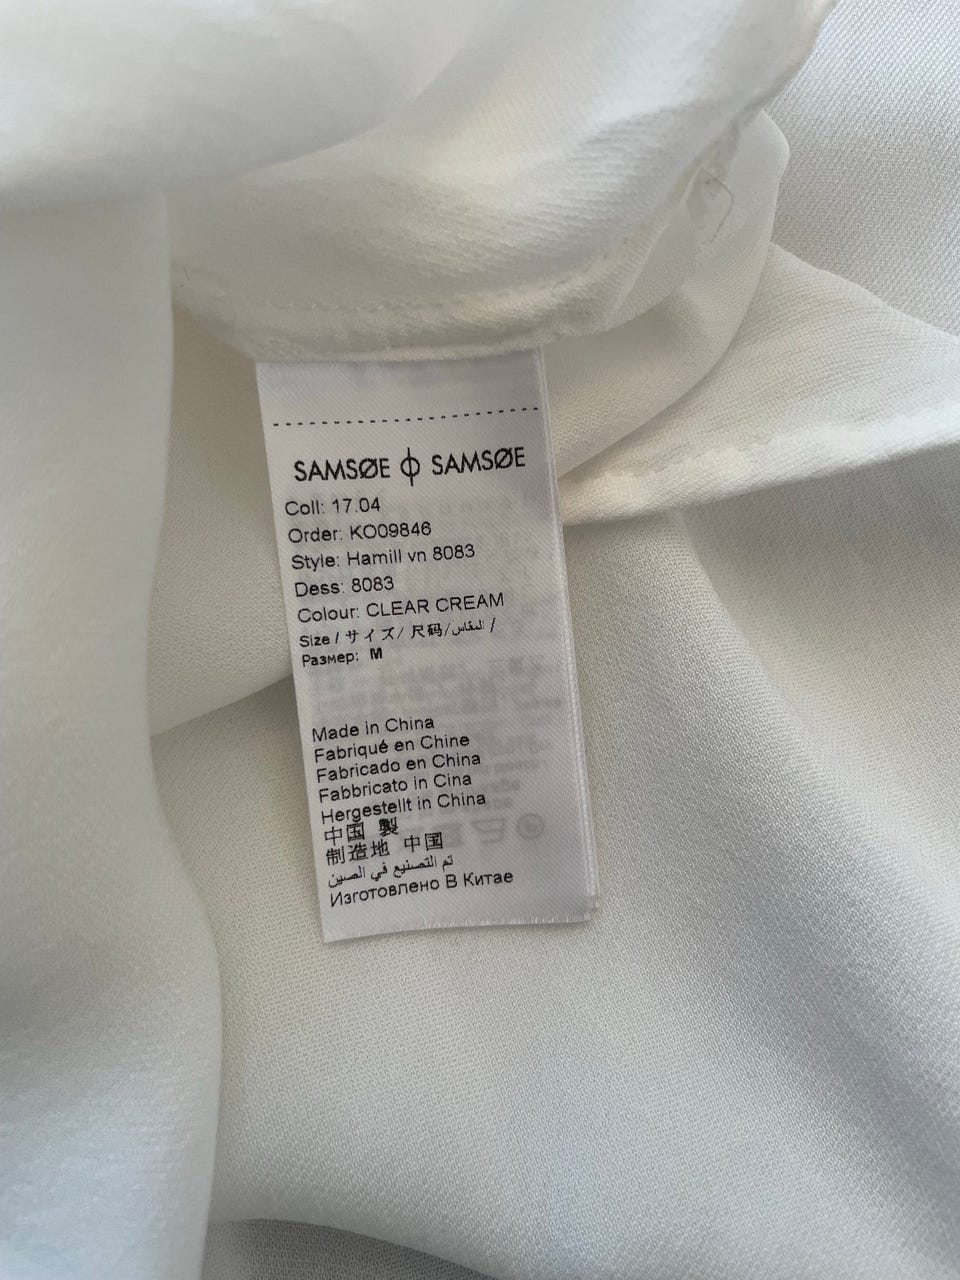 SAMSØE ϕ SAMSØE
Coll: 17.04
Order: KO09846
Style: Hamill vn 8083
Dess: 8083
Colour: CLEAR CREAM
Size / サイズ/ 尺码/المقاس /
Размер: M
Made in China
Fabriqué en Chine
Fabricado en China
Fabbricato in Cina
Hergestellt in China
中国 製
制造地 中国
تم التصنيع في الصين
Изготовлено В Китае